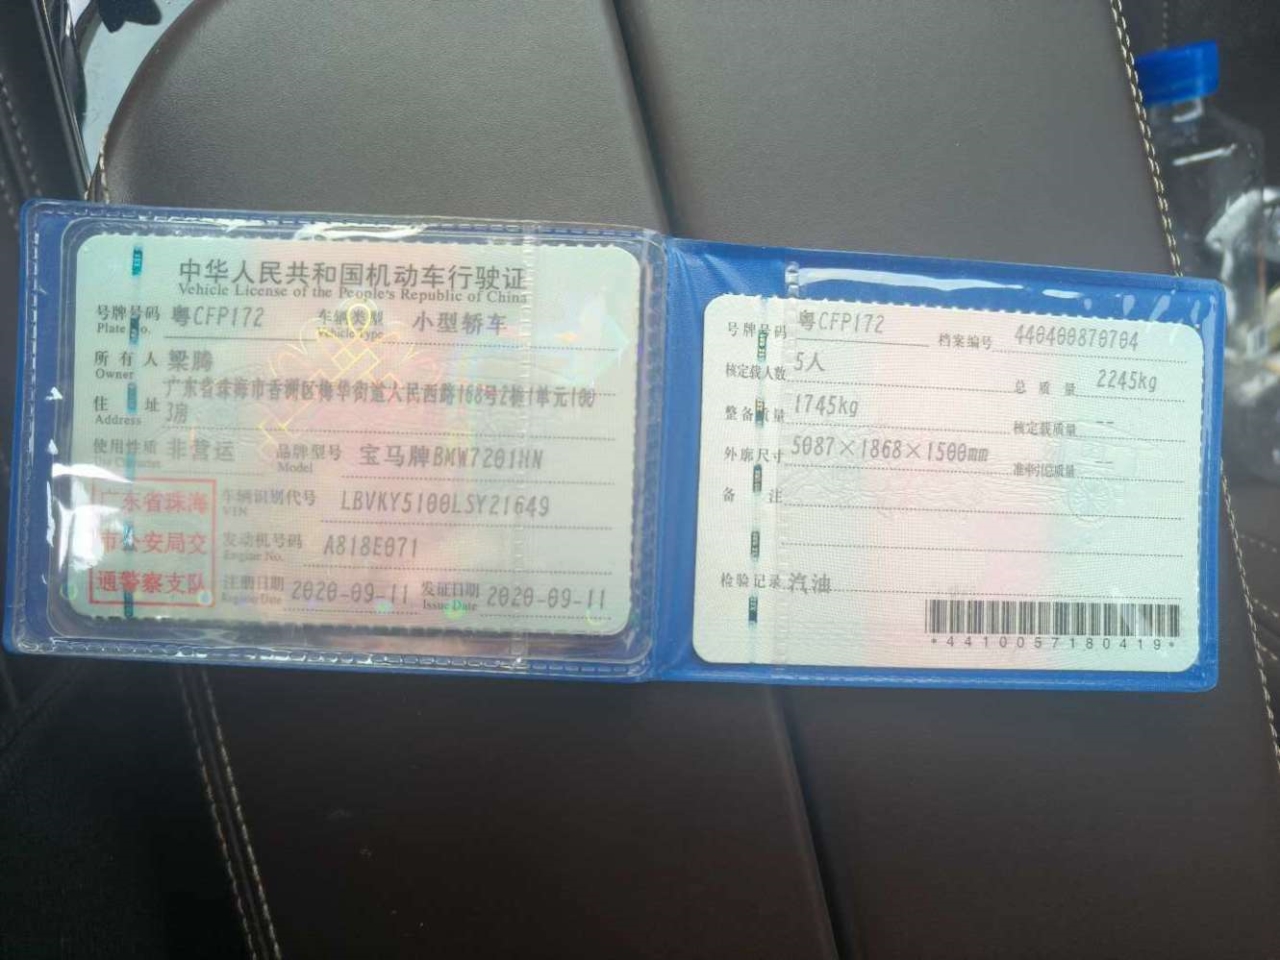 中华人民共和国机动车行驶证
Vehicle License of the People's Republic of China
号牌号码 粤CFP172 车辆类型 小型轿车
Plate No. Vehicle Type
所有人 梁腾
Owner
住址 广东省珠海市香洲区梅华街道人民西路168号2栋1单元100
Address 3房
使用性质 非营运 品牌型号 宝马牌BMW7201HN
Model
广东省珠海
市公安局交
通警察支队
车辆识别代号 LBVKY5100LSY21649
VIN
发动机号码 A818E071
Engine No.
注册日期 2020-09-11 发证日期 2020-09-11
Register Date Issue Date
号牌号码 粤CFP172 档案编号 440400870704
核定载人数 5人 总质量 2245kg
整备质量 1745kg 核定载质量 --
外廓尺寸 5087×1868×1500mm 准牵引总质量 --
备注
检验记录 汽油
*4410057180419*